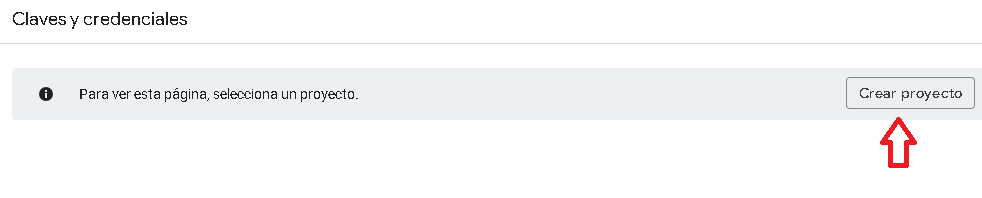 Claves y credenciales
Para ver esta página, selecciona un proyecto.
Crear proyecto